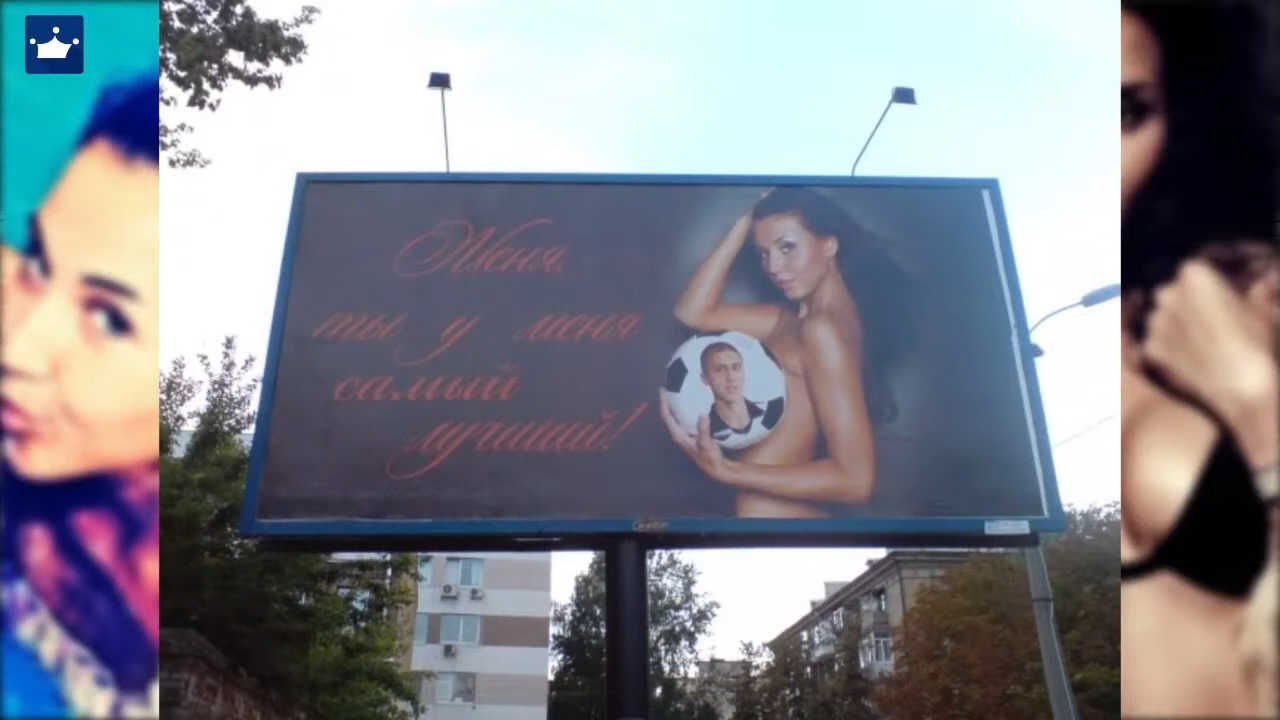 Женя,
ты у меня
самый
лучший!